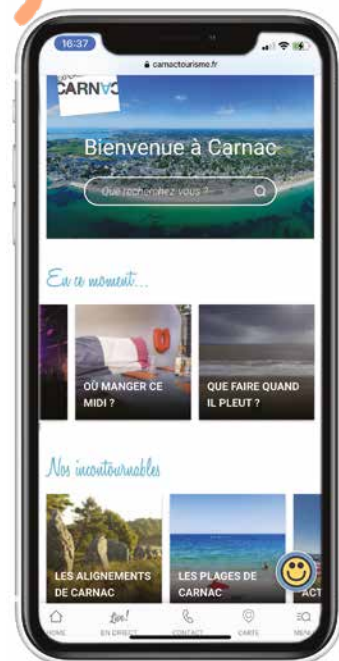 16:37
carnactourisme.fr
CARNAC
Bienvenue à Carnac
Que recherchez vous ?
En ce moment...
OÙ MANGER CE
MIDI ?
QUE FAIRE QUAND
IL PLEUT ?
Nos incontournables
LES ALIGNEMENTS
DE CARNAC
LES PLAGES DE
CARNAC
ACT
Live!
HOME
EN DIRECT
CONTACT
CARTE
MENU